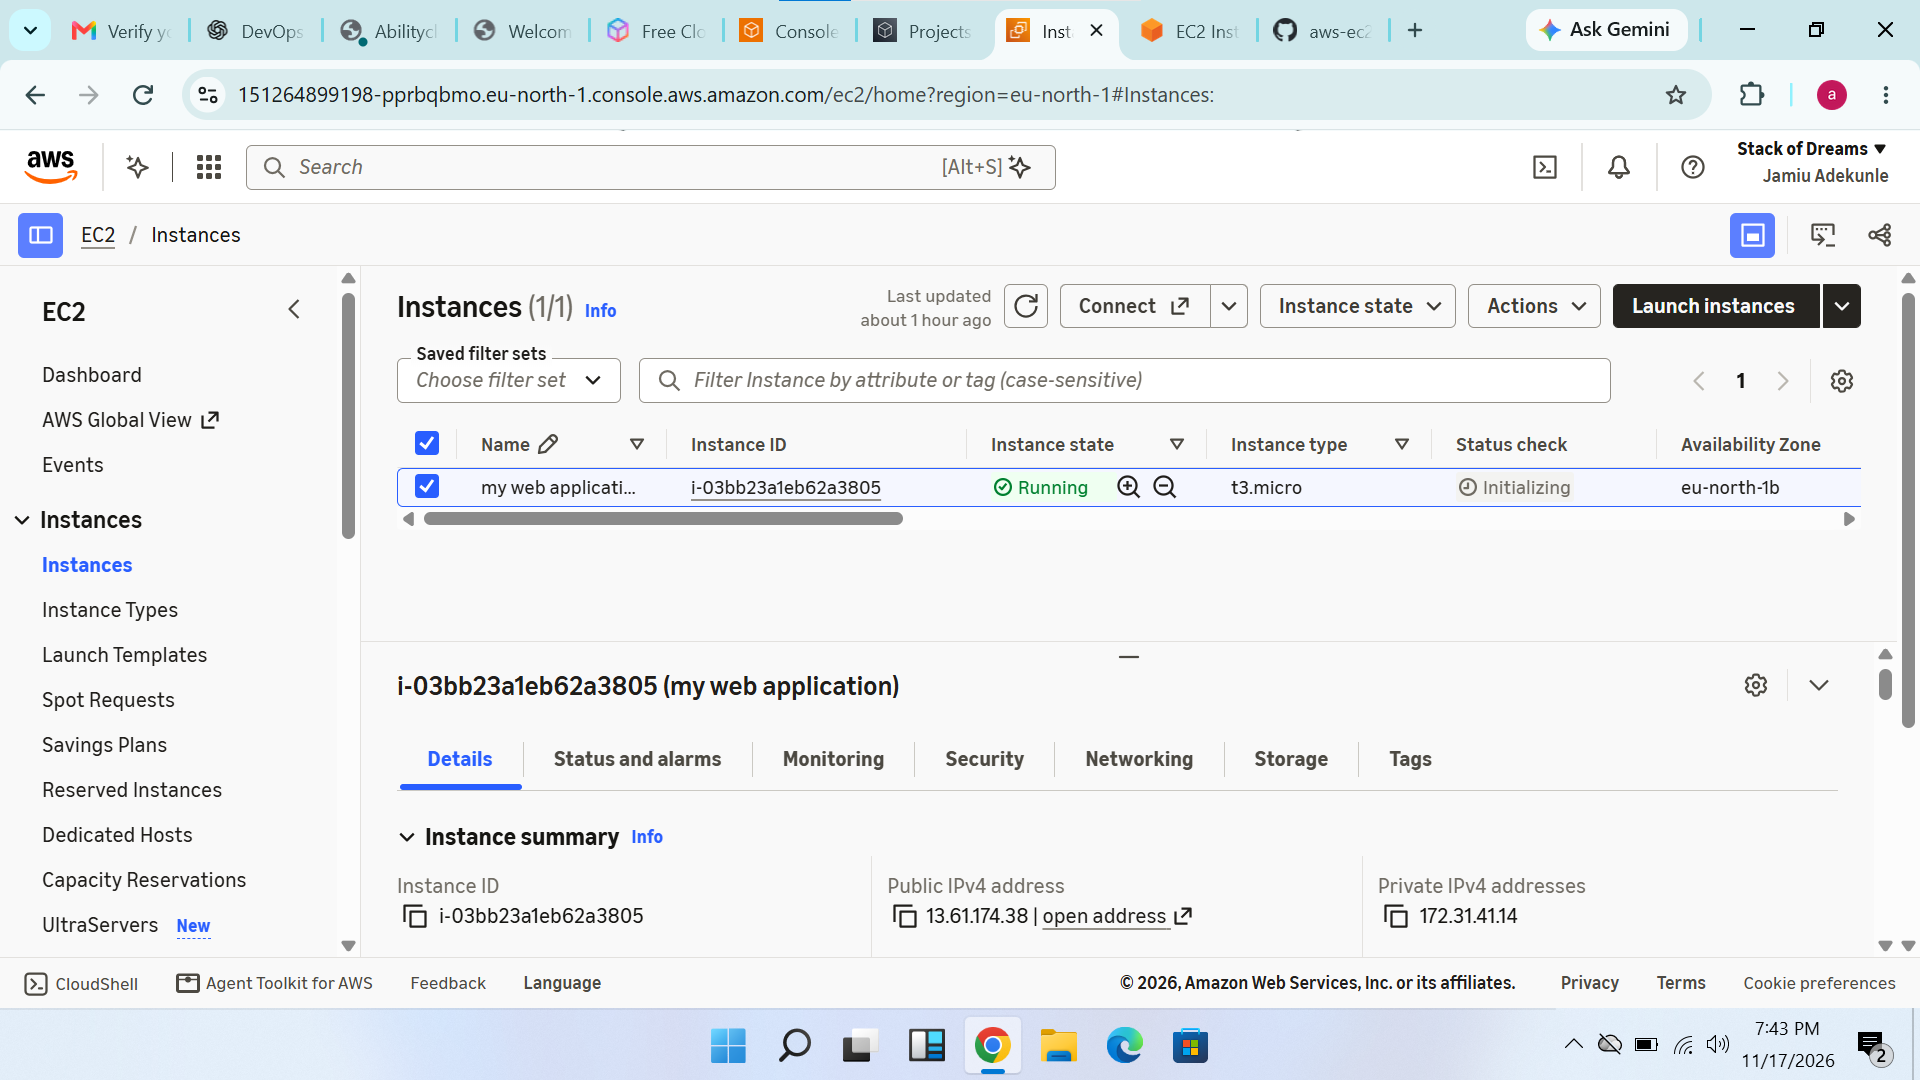 Verify yo
DevOps
Abilitycl
Welcom
Free Clo
Console
Projects
Inst
EC2 Inst
aws-ec2
Ask Gemini
151264899198-pprbqbmo.eu-north-1.console.aws.amazon.com/ec2/home?region=eu-north-1#Instances:
a
aws
Search
[Alt+S]
Stack of Dreams
Jamiu Adekunle
EC2 / Instances
EC2
Dashboard
AWS Global View
Events
Instances
Instances
Instance Types
Launch Templates
Spot Requests
Savings Plans
Reserved Instances
Dedicated Hosts
Capacity Reservations
UltraServers New
Instances (1/1) Info
Last updated
about 1 hour ago
Connect
Instance state
Actions
Launch instances
Saved filter sets
Choose filter set
Filter Instance by attribute or tag (case-sensitive)
1
Name
Instance ID
Instance state
Instance type
Status check
Availability Zone
my web applicati...
i-03bb23a1eb62a3805
Running
t3.micro
Initializing
eu-north-1b
i-03bb23a1eb62a3805 (my web application)
Details
Status and alarms
Monitoring
Security
Networking
Storage
Tags
Instance summary Info
Instance ID
i-03bb23a1eb62a3805
Public IPv4 address
13.61.174.38 | open address
Private IPv4 addresses
172.31.41.14
CloudShell
Agent Toolkit for AWS
Feedback
Language
© 2026, Amazon Web Services, Inc. or its affiliates.
Privacy
Terms
Cookie preferences
7:43 PM
11/17/2026
2